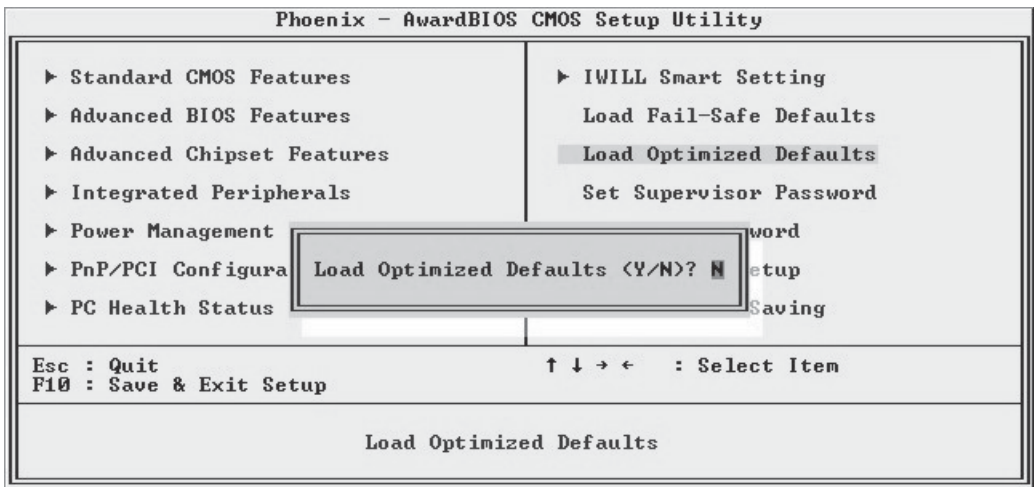 Phoenix - AwardBIOS CMOS Setup Utility
▶ Standard CMOS Features
▶ Advanced BIOS Features
▶ Advanced Chipset Features
▶ Integrated Peripherals
▶ Power Management
▶ PnP/PCI Configura
▶ PC Health Status
▶ IWILL Smart Setting
Load Fail-Safe Defaults
Load Optimized Defaults
Set Supervisor Password
word
etup
Saving
Load Optimized Defaults (Y/N)? N
Esc : Quit
F10 : Save & Exit Setup
↑ ↓ → ← : Select Item
Load Optimized Defaults